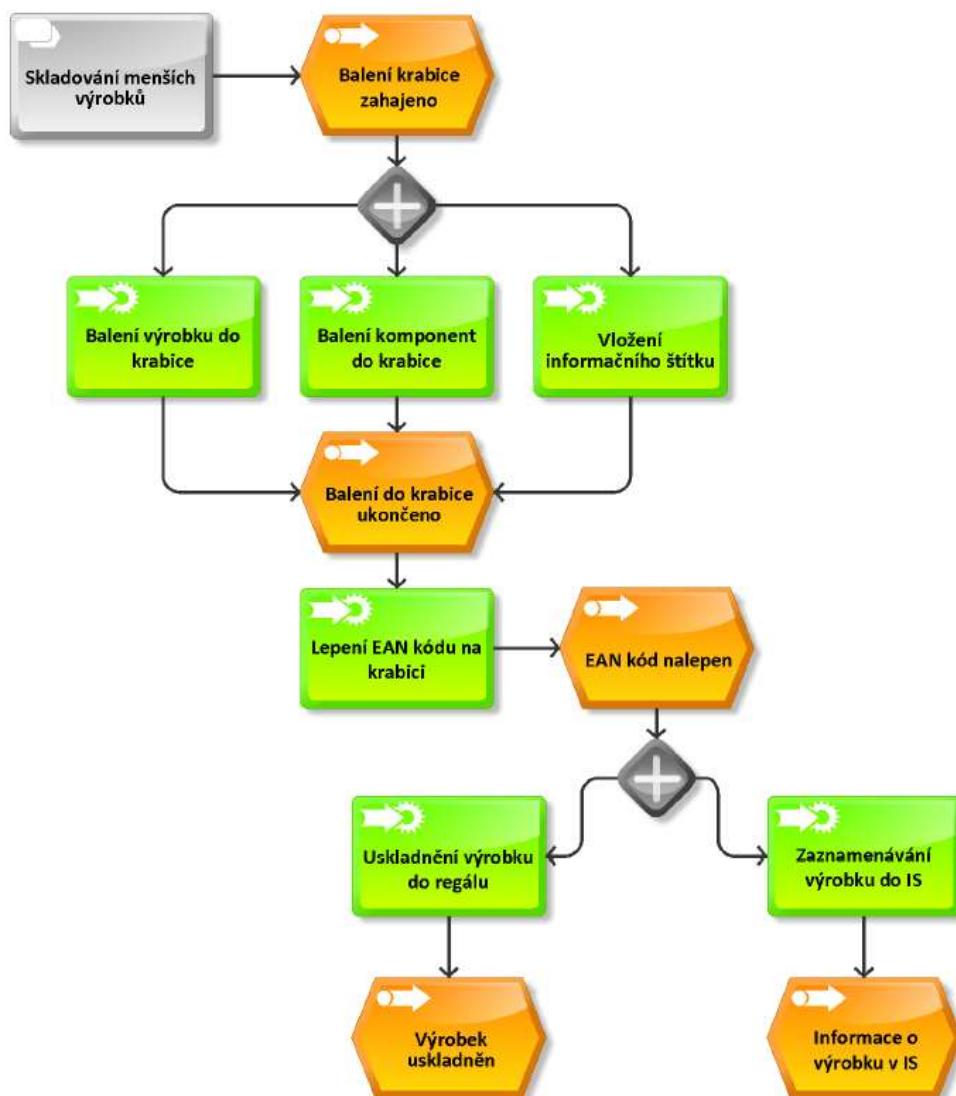 Skladování menších
výrobků
Balení krabice
zahajeno
Balení výrobku do
krabice
Balení komponent
do krabice
Vložení
informačního štítku
Balení do krabice
ukončeno
Lepení EAN kódu na
krabici
EAN kód nalepen
Uskladnění výrobku
do regálu
Zaznamenávání
výrobku do IS
Výrobek
uskladněn
Informace o
výrobku v IS